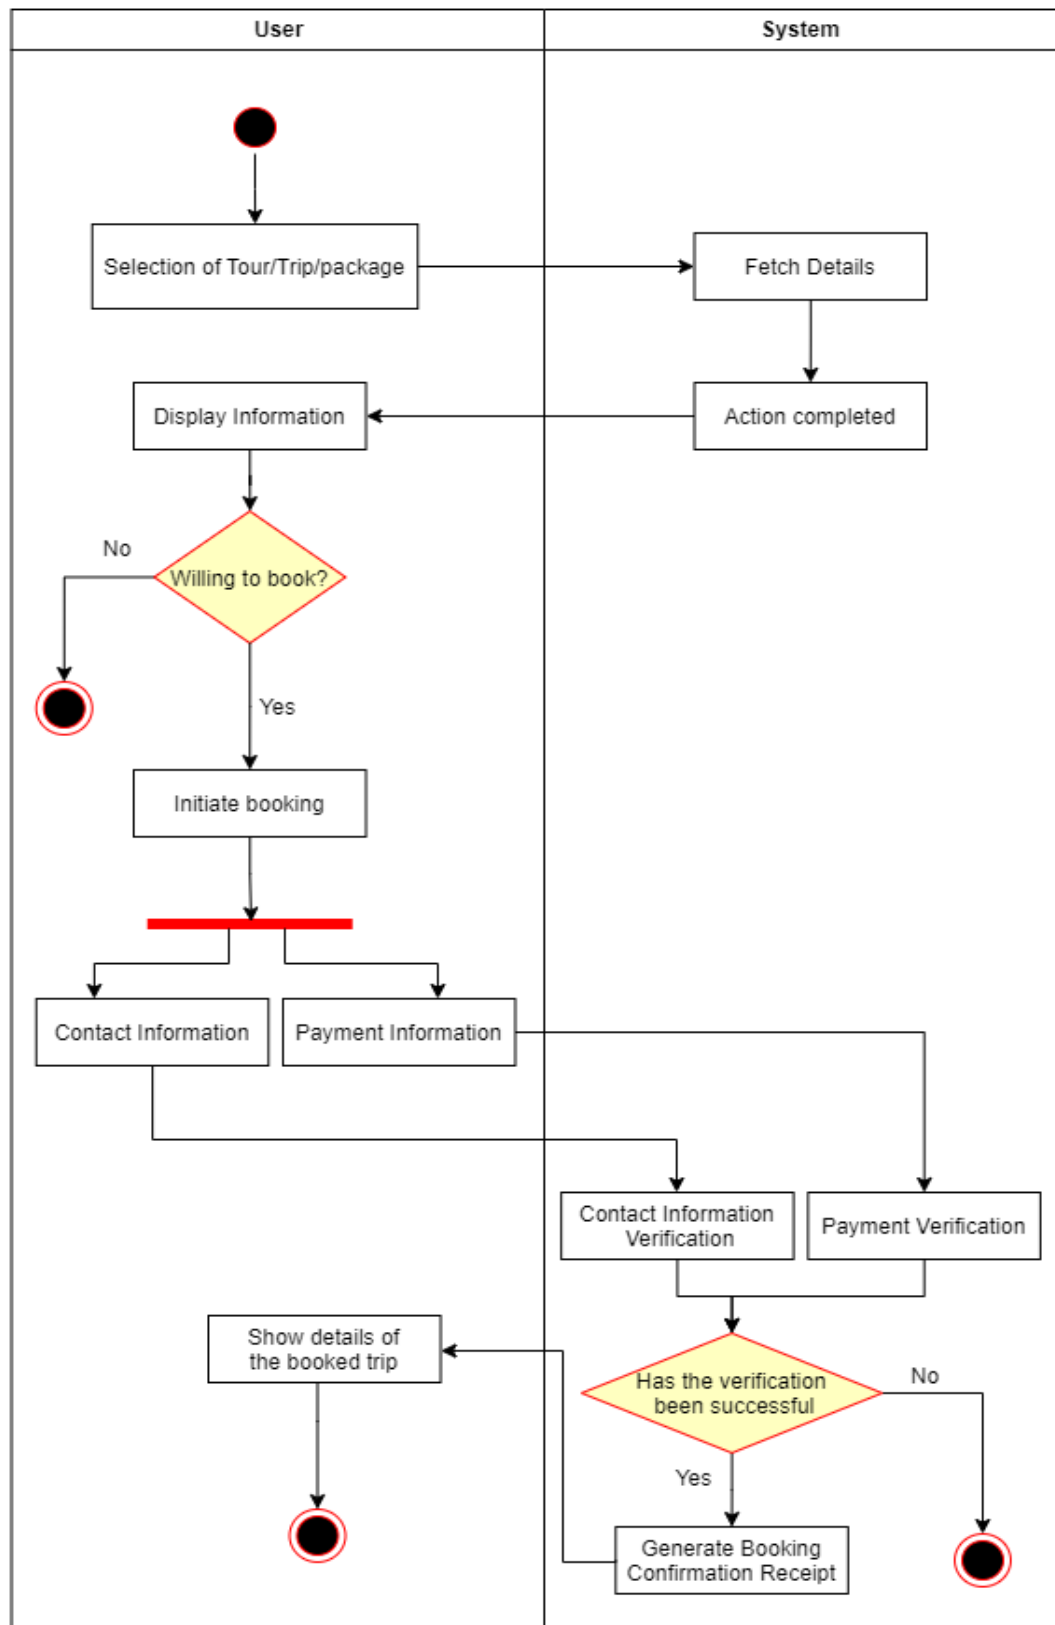 User
System
Selection of Tour/Trip/package
Fetch Details
Display Information
Action completed
No
Willing to book?
Yes
Initiate booking
Contact Information
Payment Information
Contact Information
Verification
Payment Verification
Show details of
the booked trip
Has the verification
been successful
No
Yes
Generate Booking
Confirmation Receipt